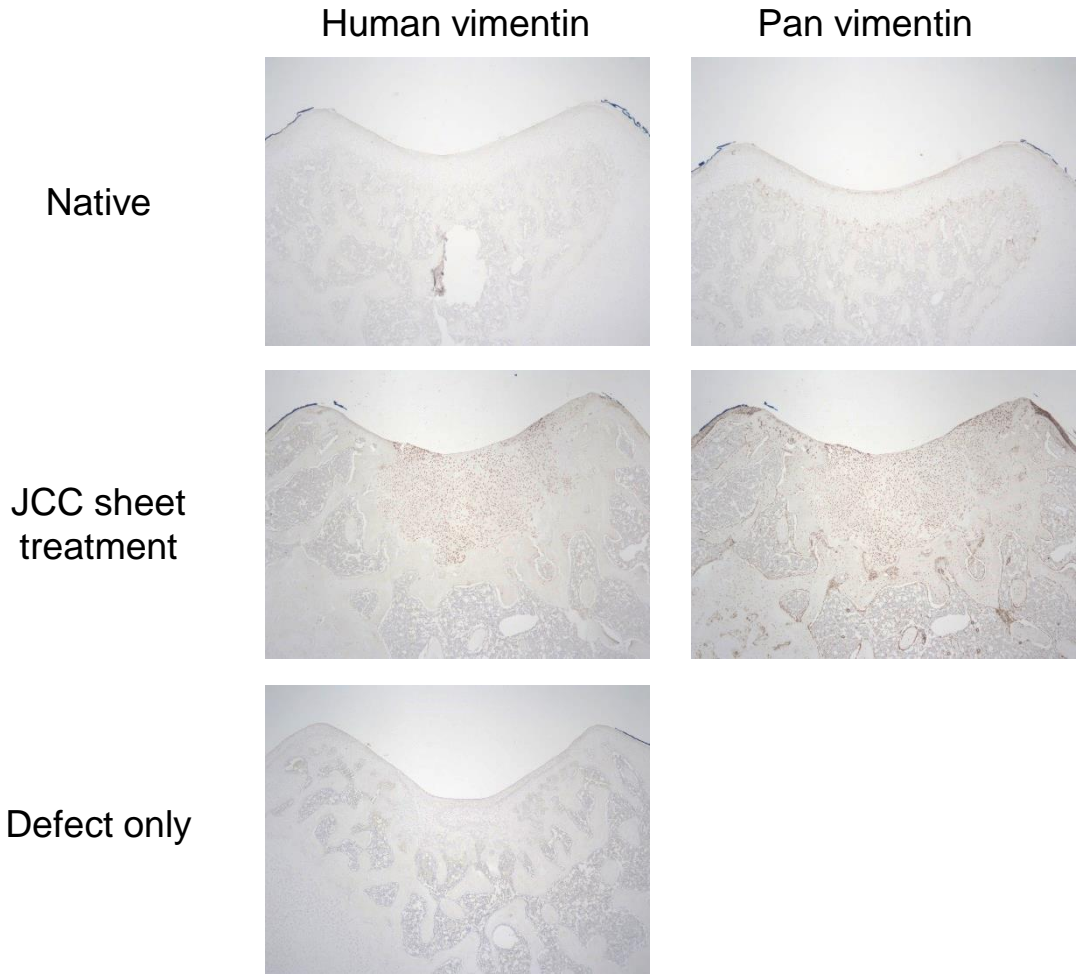 Human vimentin
Pan vimentin
Native
JCC sheet
treatment
Defect only